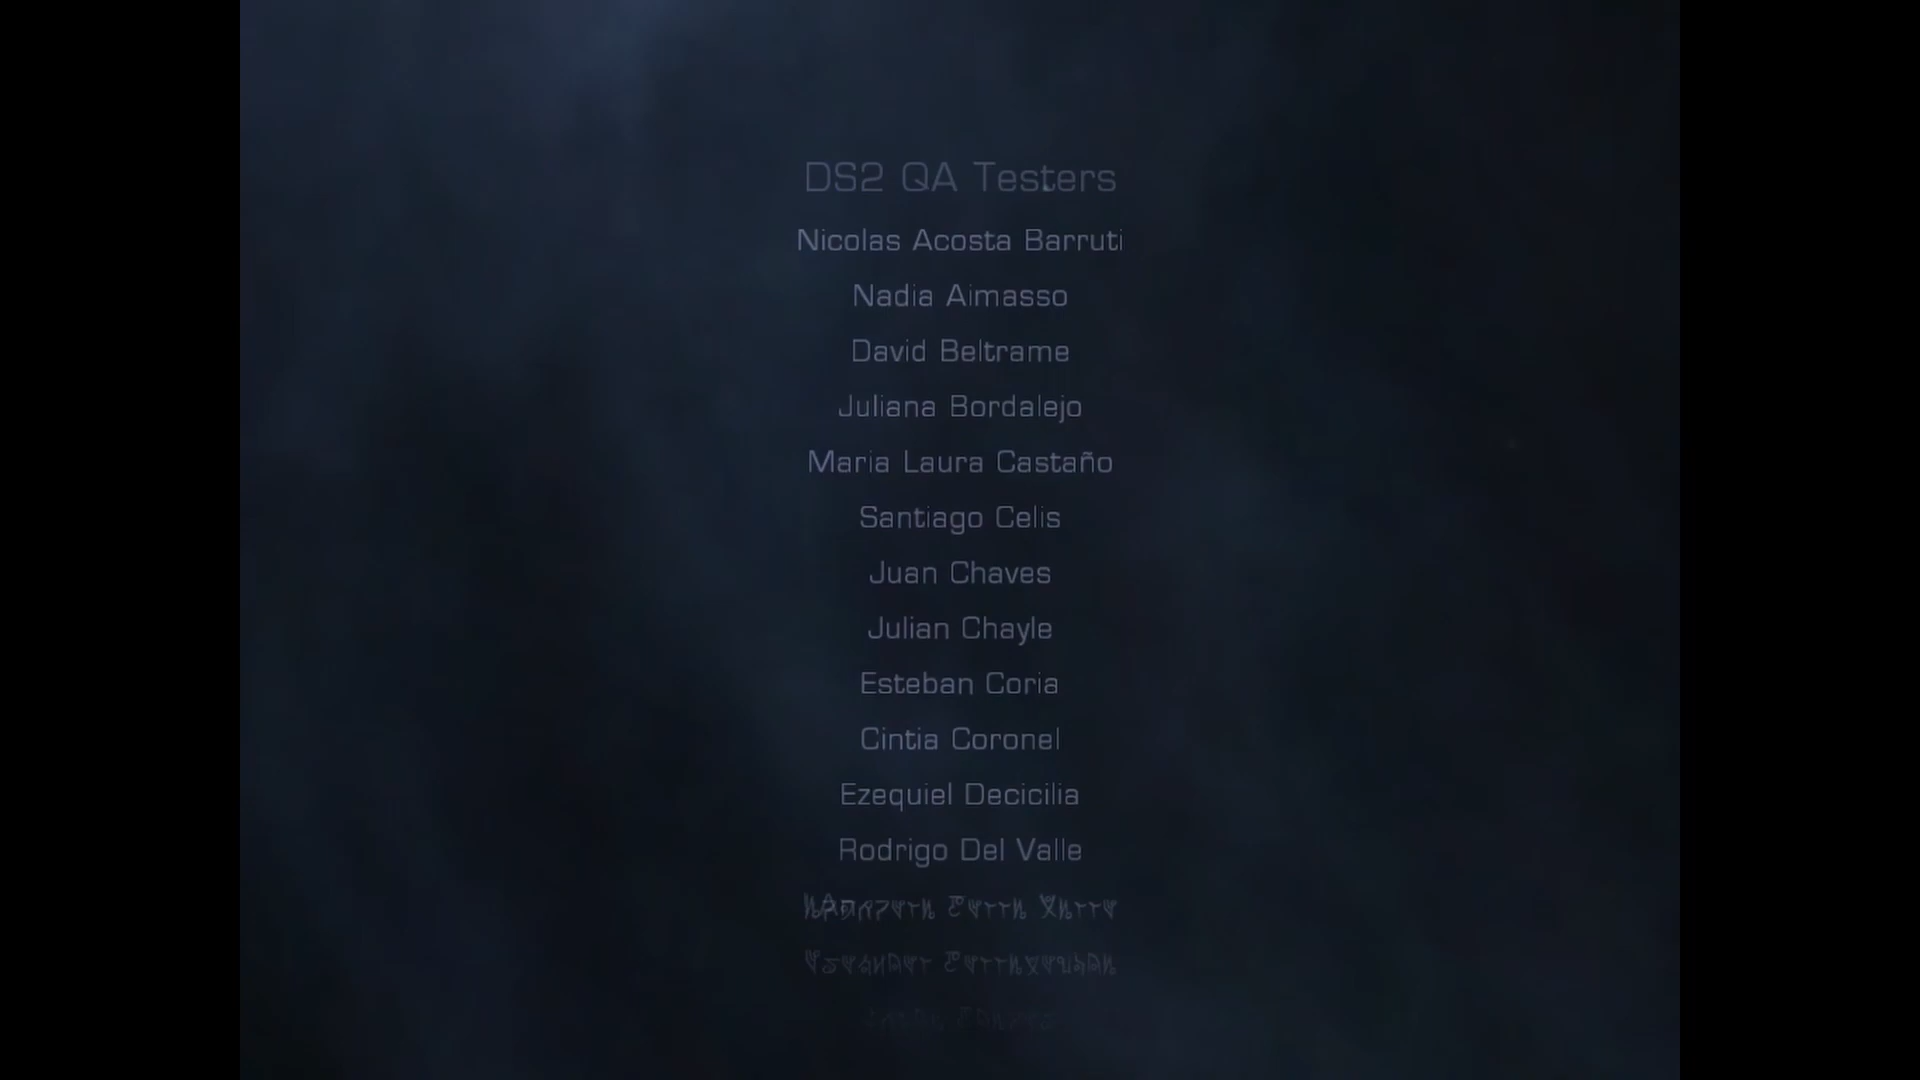 DS2 QA Testers
Nicolas Acosta Barruti
Nadia Aimasso
David Beltrame
Juliana Bordalejo
Maria Laura Castaño
Santiago Celis
Juan Chaves
Julian Chayle
Esteban Coria
Cintia Coronel
Ezequiel Decicilia
Rodrigo Del Valle